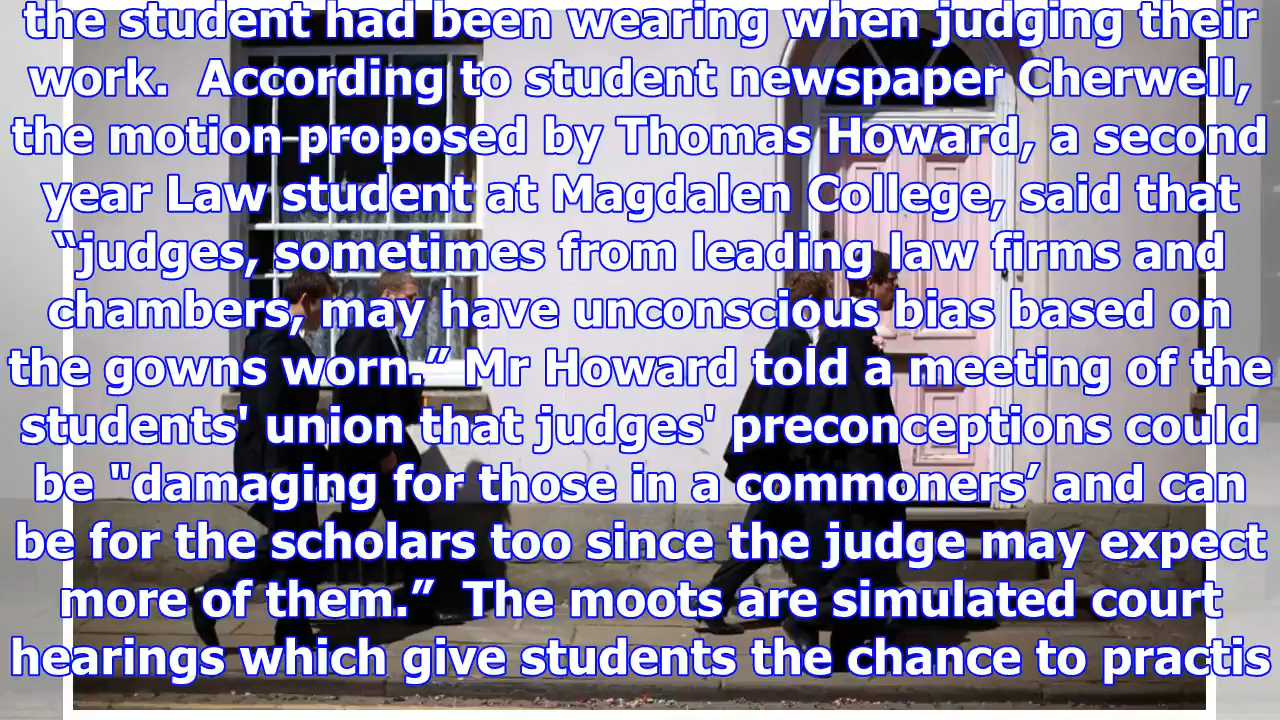 the student had been wearing when judging their
work.  According to student newspaper Cherwell,
the motion proposed by Thomas Howard, a second
year Law student at Magdalen College, said that
“judges, sometimes from leading law firms and
chambers, may have unconscious bias based on
the gowns worn.” Mr Howard told a meeting of the
students' union that judges' preconceptions could
be "damaging for those in a commoners’ and can
be for the scholars too since the judge may expect
more of them.”  The moots are simulated court
hearings which give students the chance to practis